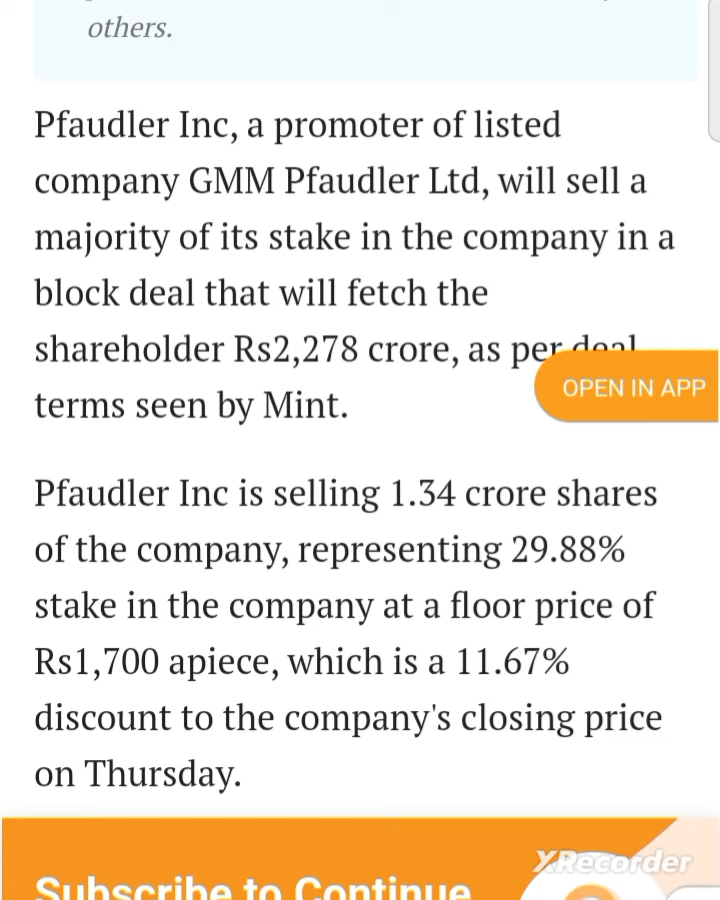 others.
Pfaudler Inc, a promoter of listed
company GMM Pfaudler Ltd, will sell a
majority of its stake in the company in a
block deal that will fetch the
shareholder Rs2,278 crore, as per deal
OPEN IN APP
terms seen by Mint.
Pfaudler Inc is selling 1.34 crore shares
of the company, representing 29.88%
stake in the company at a floor price of
Rs1,700 apiece, which is a 11.67%
discount to the company's closing price
on Thursday.
XRecorder
Subscribe to Continue